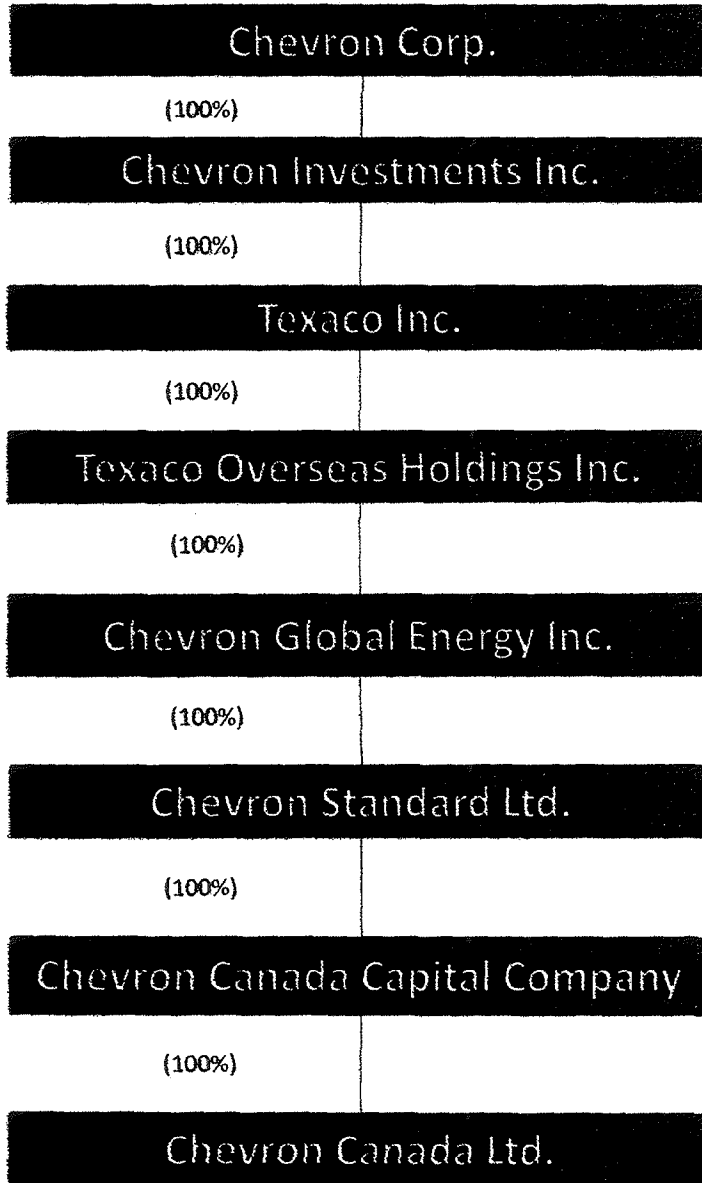 Chevron Corp.
(100%)
Chevron Investments Inc.
(100%)
Texaco Inc.
(100%)
Texaco Overseas Holdings Inc.
(100%)
Chevron Global Energy Inc.
(100%)
Chevron Standard Ltd.
(100%)
Chevron Canada Capital Company
(100%)
Chevron Canada Ltd.